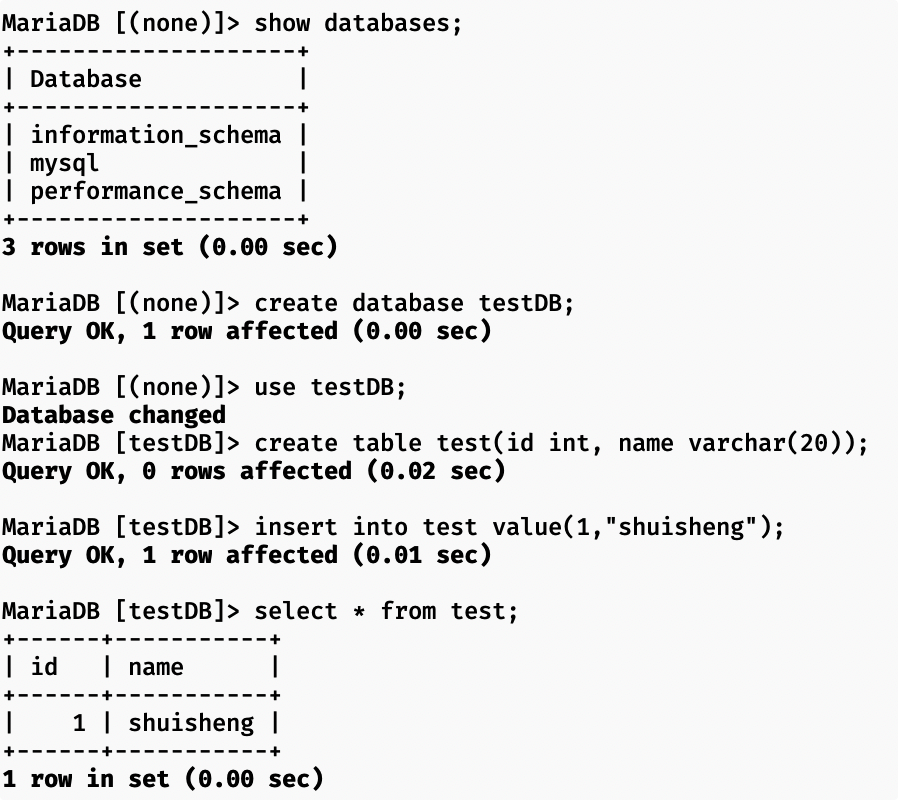 MariaDB [(none)]> show databases;
+--------------------+
| Database           |
+--------------------+
| information_schema |
| mysql              |
| performance_schema |
+--------------------+
3 rows in set (0.00 sec)

MariaDB [(none)]> create database testDB;
Query OK, 1 row affected (0.00 sec)

MariaDB [(none)]> use testDB;
Database changed
MariaDB [testDB]> create table test(id int, name varchar(20));
Query OK, 0 rows affected (0.02 sec)

MariaDB [testDB]> insert into test value(1,"shuisheng");
Query OK, 1 row affected (0.01 sec)

MariaDB [testDB]> select * from test;
+------+-----------+
| id   | name      |
+------+-----------+
|    1 | shuisheng |
+------+-----------+
1 row in set (0.00 sec)